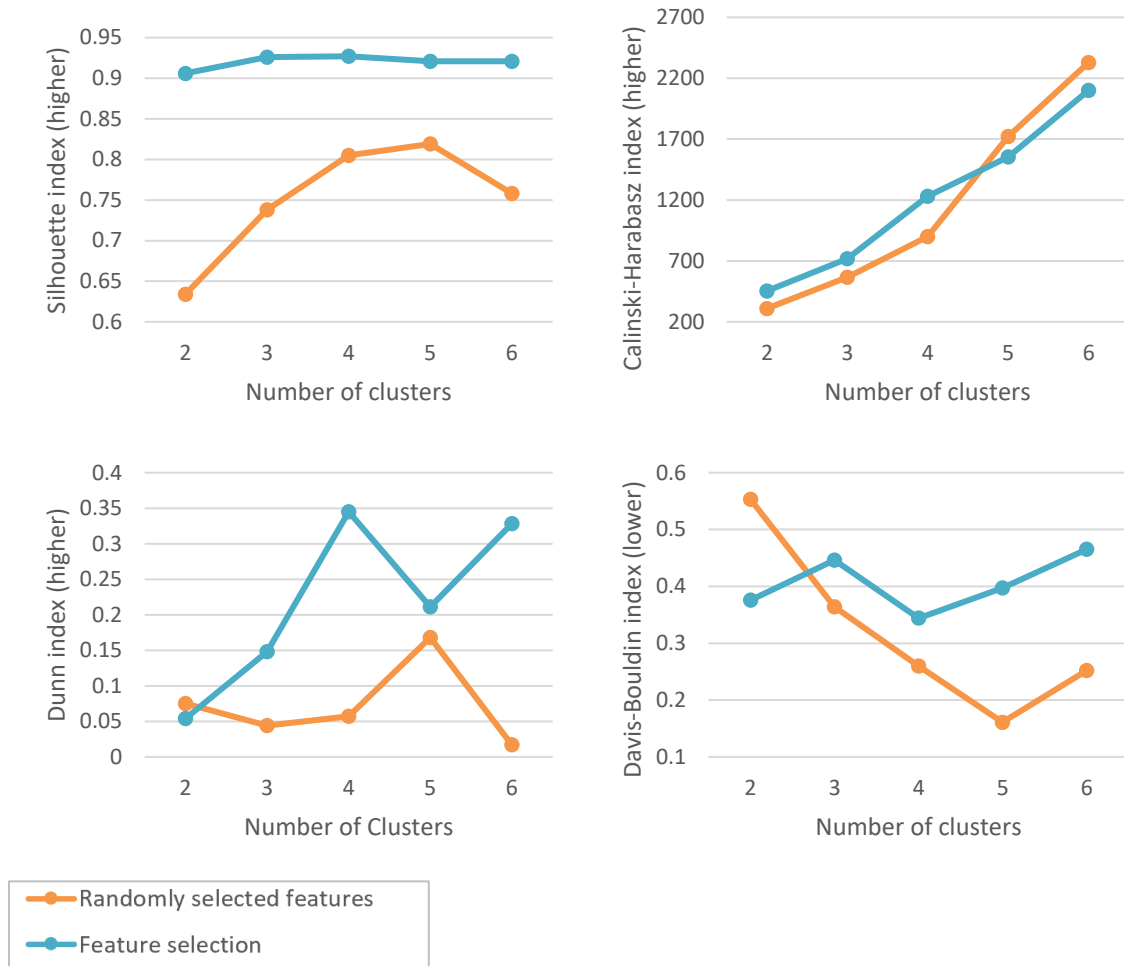 Silhouette index (higher)
0.95
0.9
0.85
0.8
0.75
0.7
0.65
0.6
2 3 4 5 6
Number of clusters
Calinski-Harabasz index (higher)
2700
2200
1700
1200
700
200
2 3 4 5 6
Number of clusters
Dunn index (higher)
0.4
0.35
0.3
0.25
0.2
0.15
0.1
0.05
0
2 3 4 5 6
Number of Clusters
Davis-Bouldin index (lower)
0.6
0.5
0.4
0.3
0.2
0.1
2 3 4 5 6
Number of clusters
Randomly selected features
Feature selection